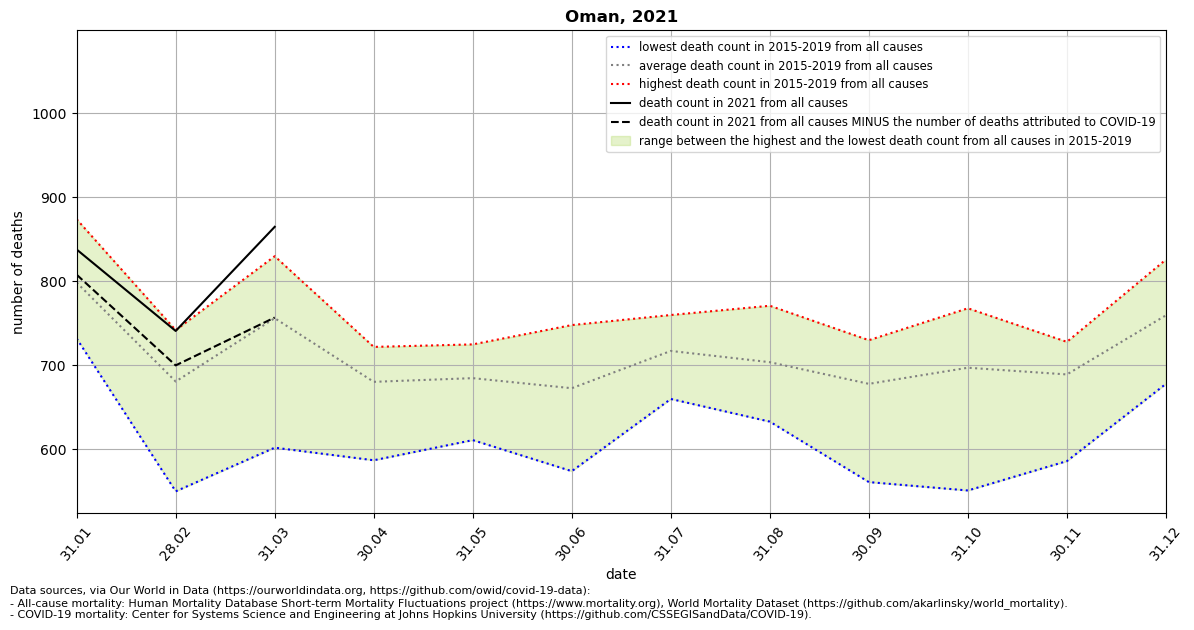 Oman, 2021
lowest death count in 2015-2019 from all causes
average death count in 2015-2019 from all causes
highest death count in 2015-2019 from all causes
death count in 2021 from all causes
death count in 2021 from all causes MINUS the number of deaths attributed to COVID-19
range between the highest and the lowest death count from all causes in 2015-2019
number of deaths
1000
900
800
700
600
31.01
28.02
31.03
30.04
31.05
30.06
31.07
31.08
30.09
31.10
30.11
31.12
date
Data sources, via Our World in Data (https://ourworldindata.org, https://github.com/owid/covid-19-data):
- All-cause mortality: Human Mortality Database Short-term Mortality Fluctuations project (https://www.mortality.org), World Mortality Dataset (https://github.com/akarlinsky/world_mortality).
- COVID-19 mortality: Center for Systems Science and Engineering at Johns Hopkins University (https://github.com/CSSEGISandData/COVID-19).